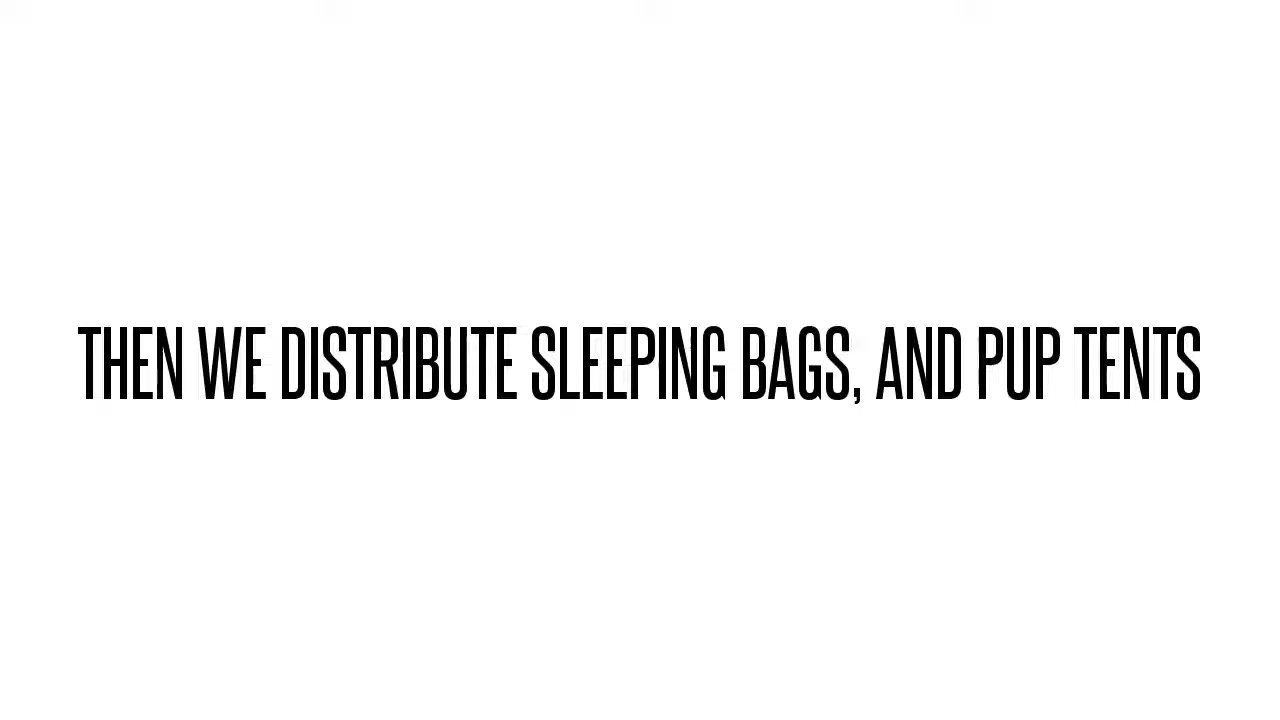 THEN WE DISTRIBUTE SLEEPING BAGS, AND PUP TENTS